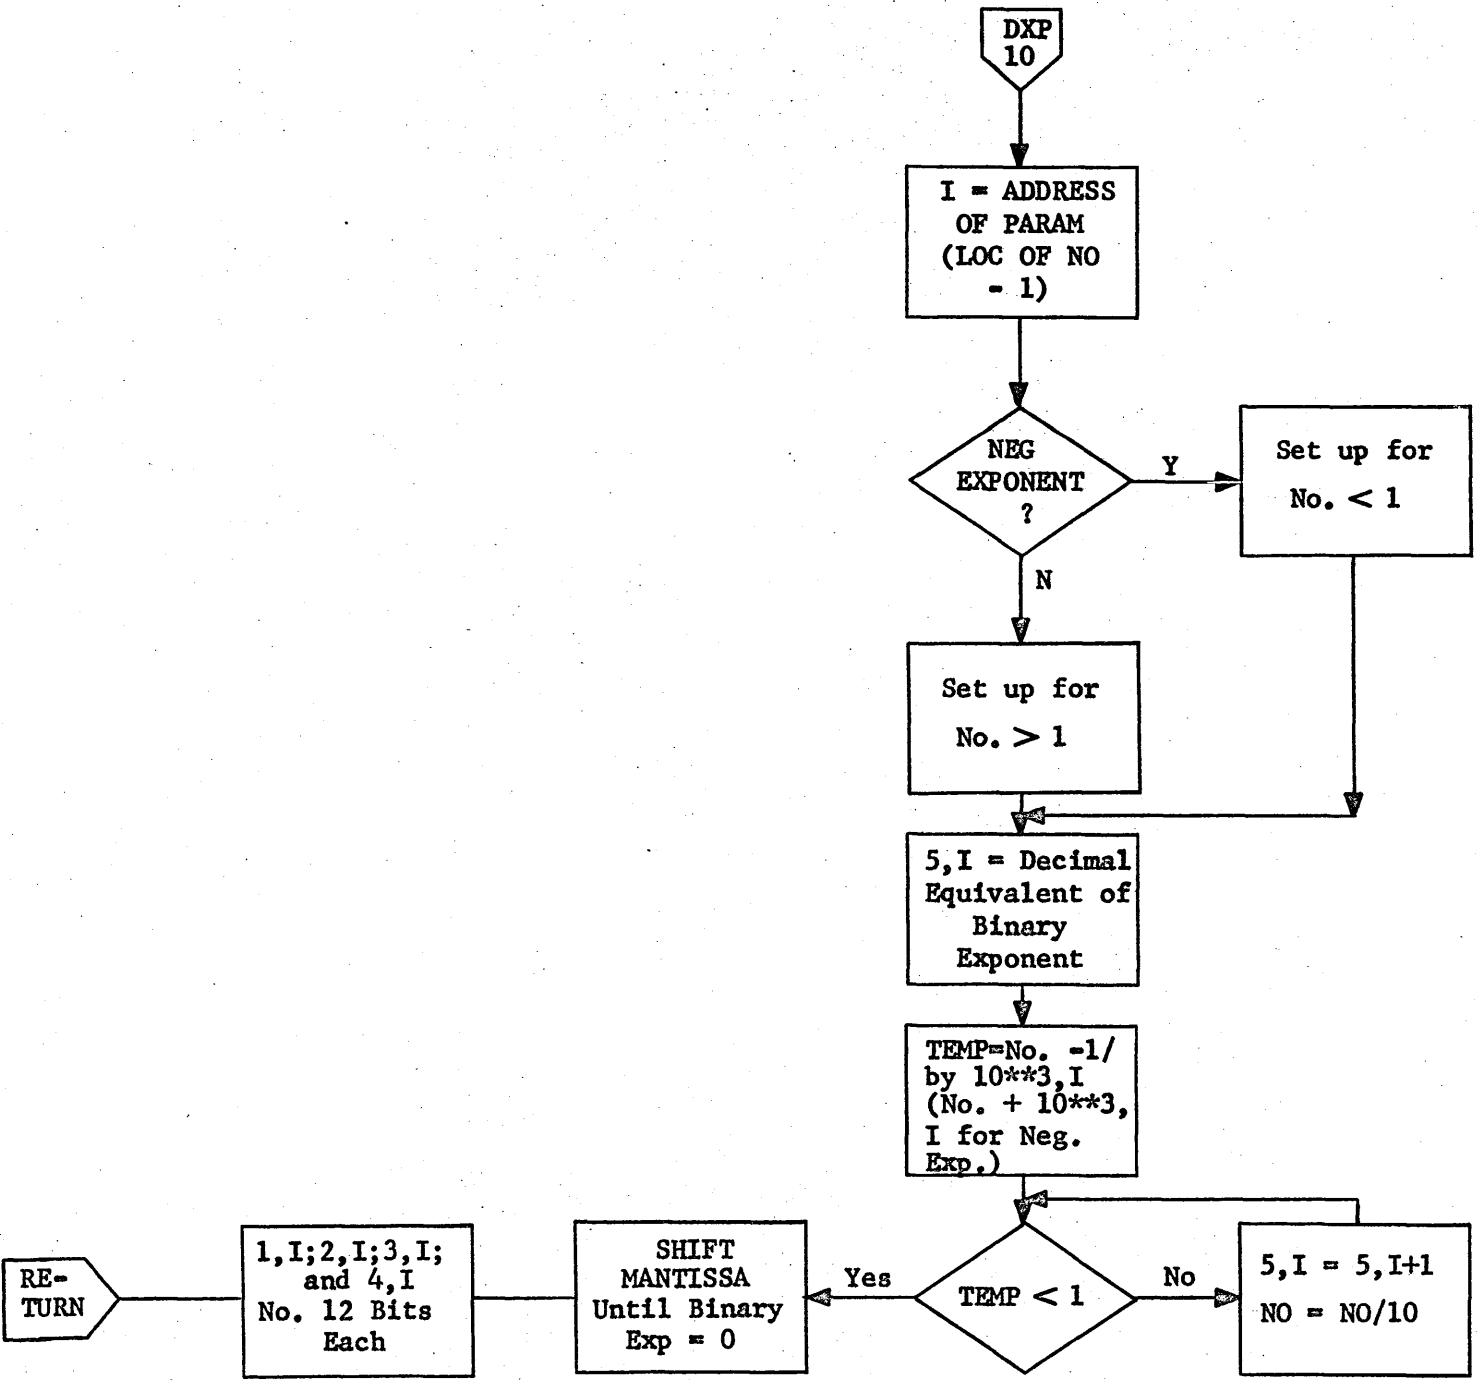 DXP
10
I = ADDRESS
OF PARAM
(LOC OF NO
- 1)
NEG
EXPONENT
?
Y
Set up for
No. < 1
N
Set up for
No. > 1
5,I = Decimal
Equivalent of
Binary
Exponent
TEMP=No. -1/
by 10**3,I
(No. + 10**3,
I for Neg.
Exp.)
TEMP < 1
No
5,I = 5,I+1
NO = NO/10
Yes
SHIFT
MANTISSA
Until Binary
Exp = 0
1,I;2,I;3,I;
and 4,I
No. 12 Bits
Each
RE-
TURN